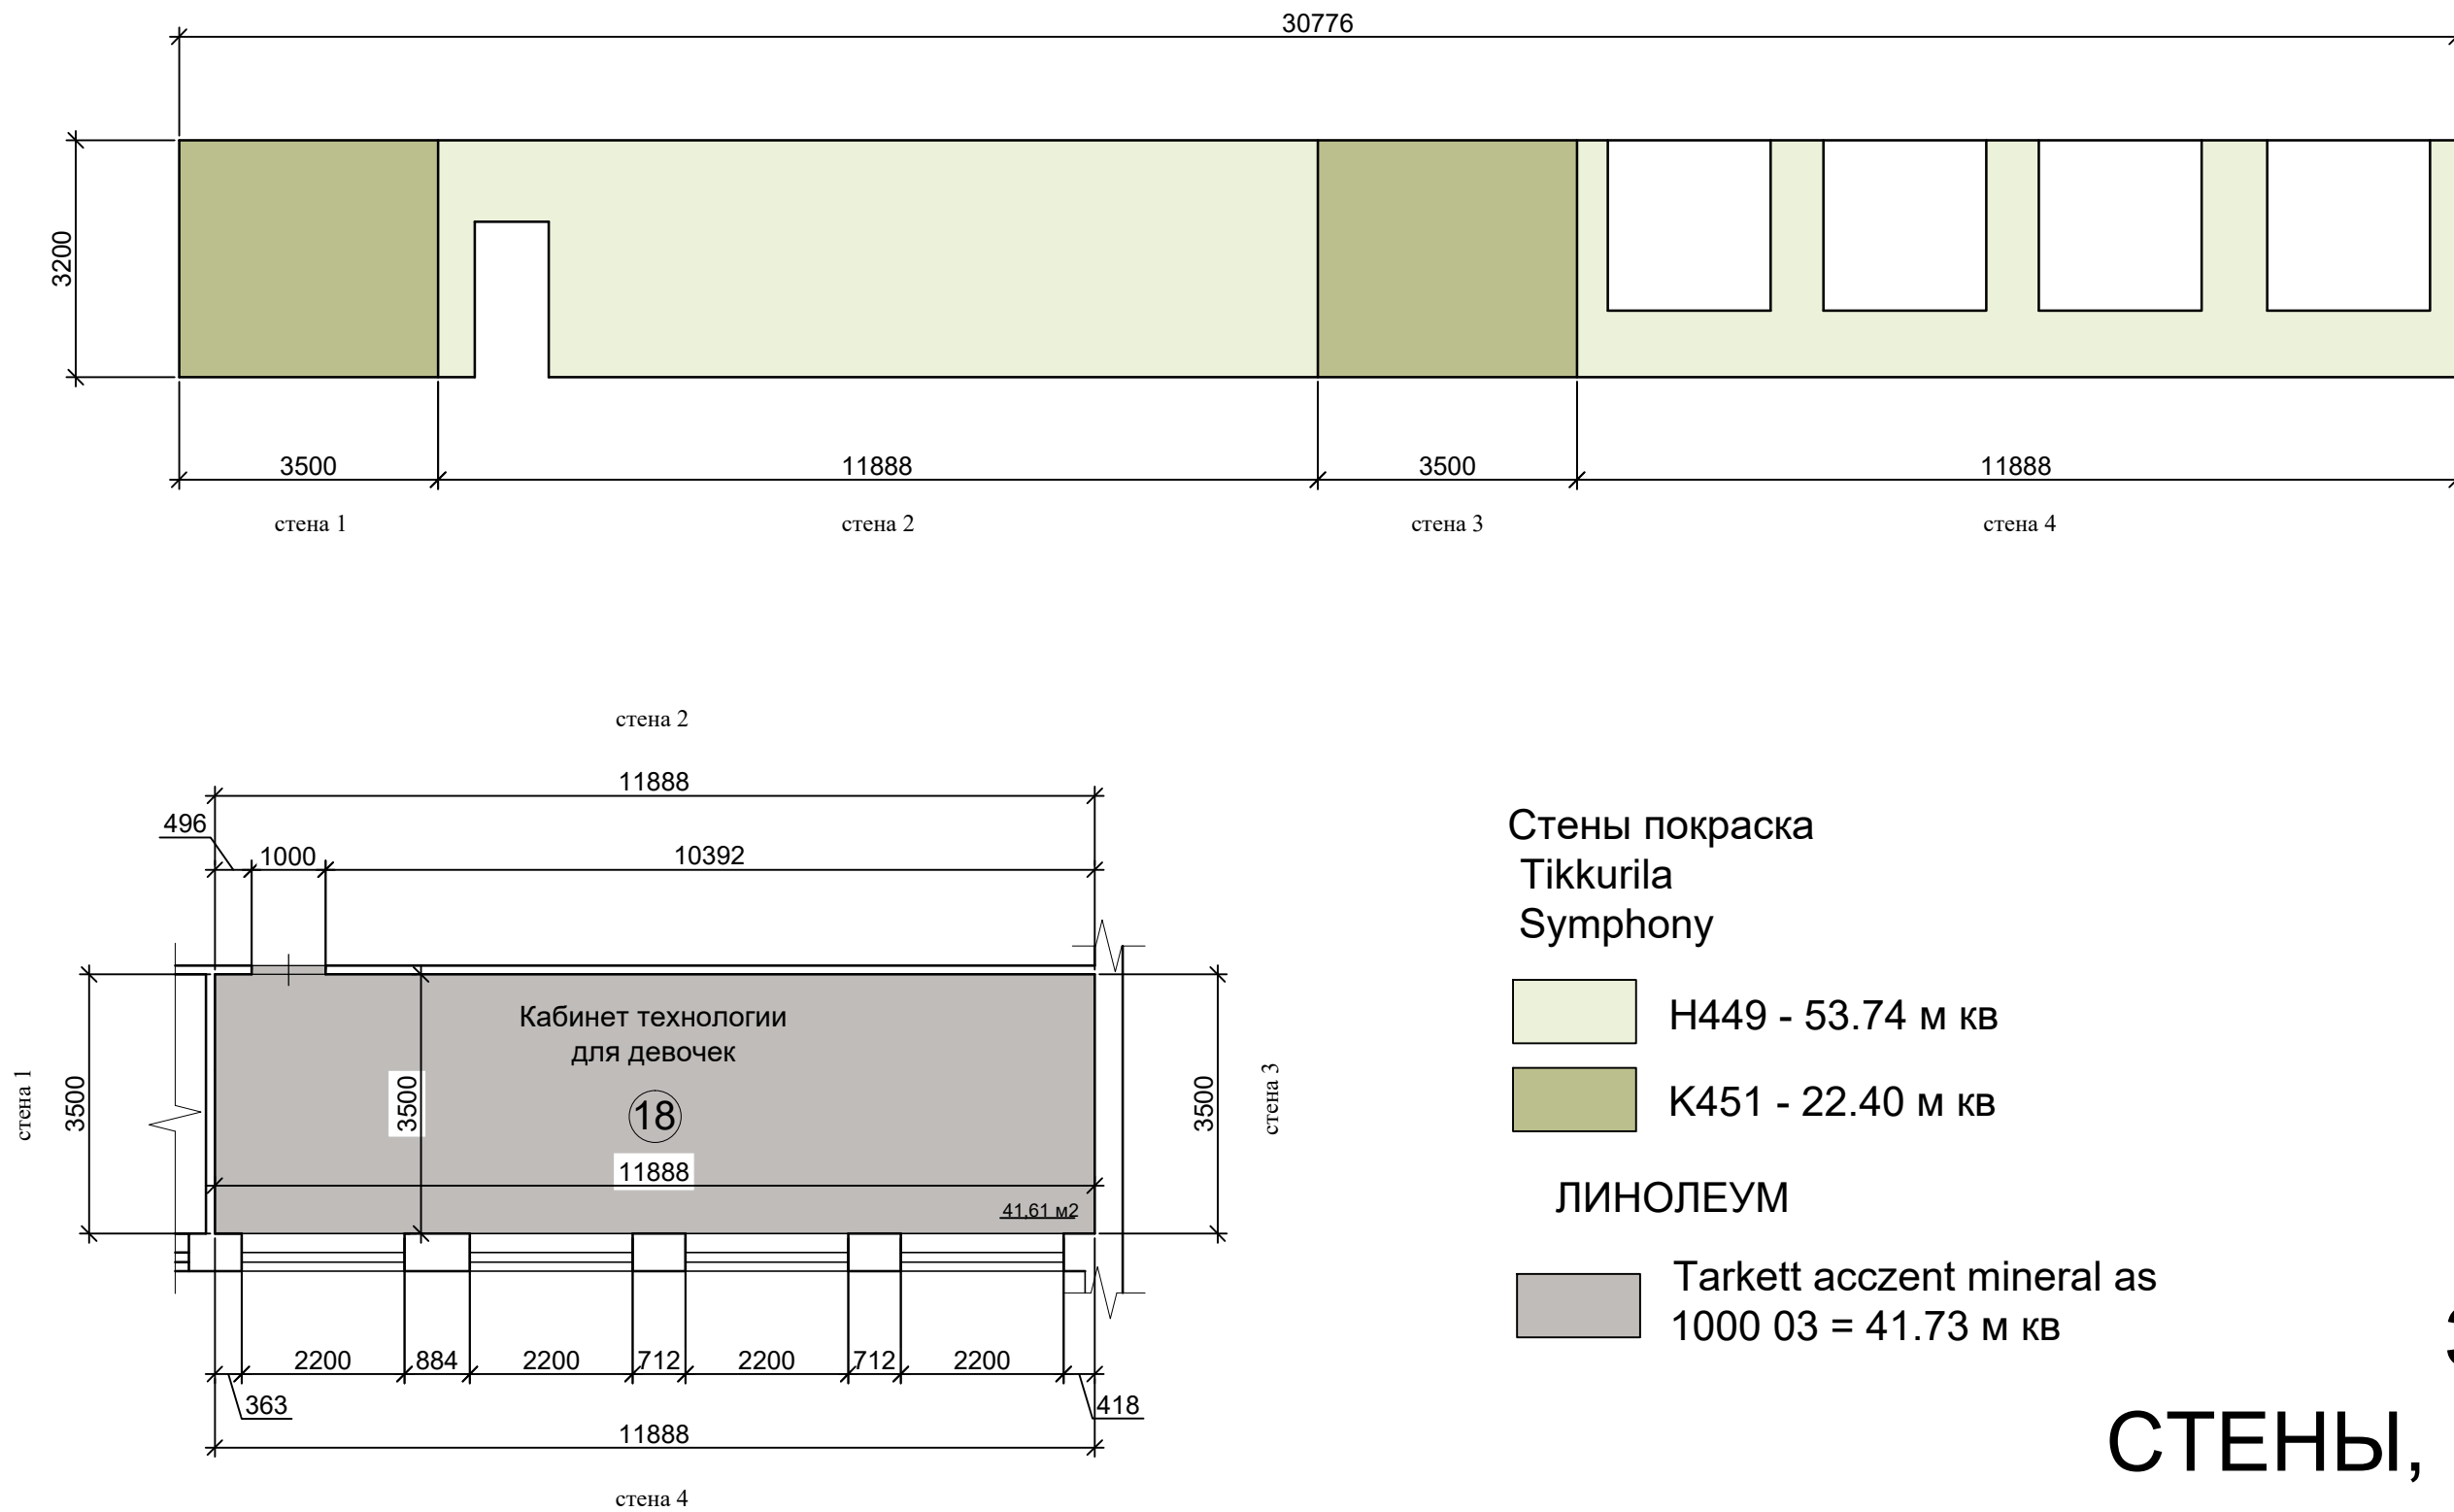 30776
3200
3500
11888
3500
11888
стена 1
стена 2
стена 3
стена 4
стена 2
11888
496
1000
10392
Кабинет технологии
для девочек
18
3500
3500
3500
стена 1
стена 3
11888
41,61 м2
2200
884
2200
712
2200
712
2200
363
418
11888
стена 4
Стены покраска
Tikkurila
Symphony
H449 - 53.74 м кв
K451 - 22.40 м кв
ЛИНОЛЕУМ
Tarkett acczent mineral as
1000 03 = 41.73 м кв
СТЕНЫ,